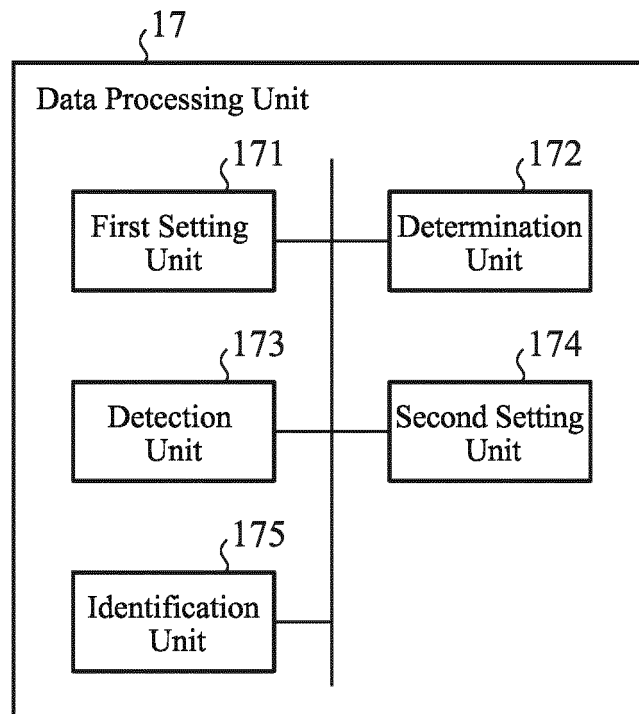 17
Data Processing Unit
171
First Setting
Unit
172
Determination
Unit
173
Detection
Unit
174
Second Setting
Unit
175
Identification
Unit